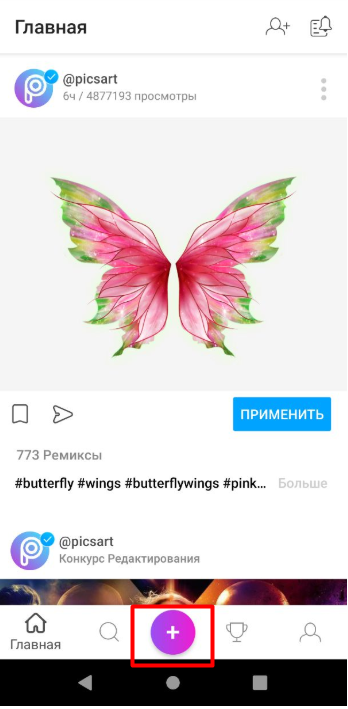 Главная
@picsart
6ч / 4877193 просмотры
ПРИМЕНИТЬ
773 Ремиксы
#butterfly #wings #butterflywings #pink... Больше
@picsart
Конкурс Редактирования
Главная